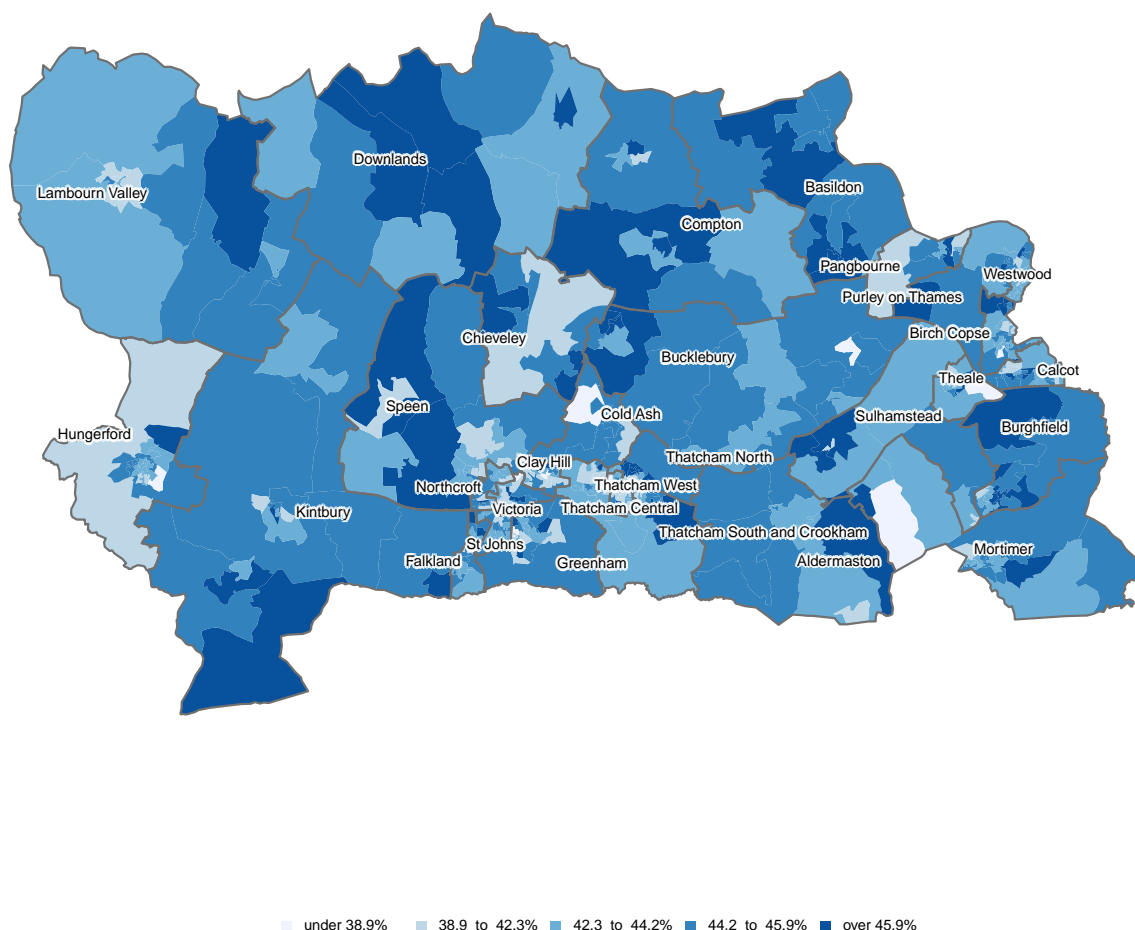 Downlands
Lambourn Valley
Basildon
Compton
Pangbourne
Westwood
Purley on Thames
Chieveley
Birch Copse
Bucklebury
Calcot
Theale
Speen
Cold Ash
Sulhamstead
Hungerford
Burghfield
Clay Hill
Thatcham North
Northcroft
Thatcham West
Kintbury
Victoria
Thatcham Central
Thatcham South and Crookham
St Johns
Mortimer
Falkland
Greenham
Aldermaston
under 38.9% 38.9 to 42.3% 42.3 to 44.2% 44.2 to 45.9% over 45.9%